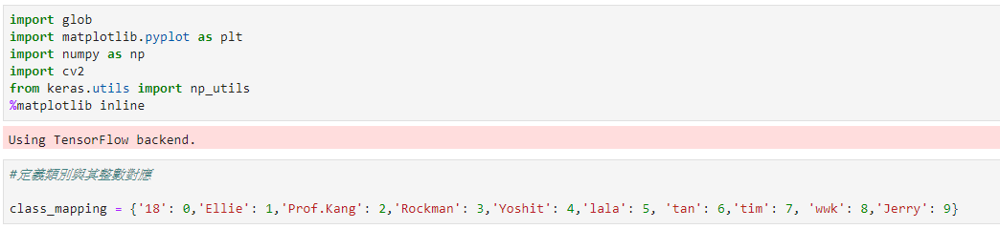 import glob
import matplotlib.pyplot as plt
import numpy as np
import cv2
from keras.utils import np_utils
%matplotlib inline
Using TensorFlow backend.
#定義類別與其整數對應
class_mapping = {'18': 0,'Ellie': 1,'Prof.Kang': 2,'Rockman': 3,'Yoshit': 4,'lala': 5, 'tan': 6,'tim': 7, 'wwk': 8,'Jerry': 9}